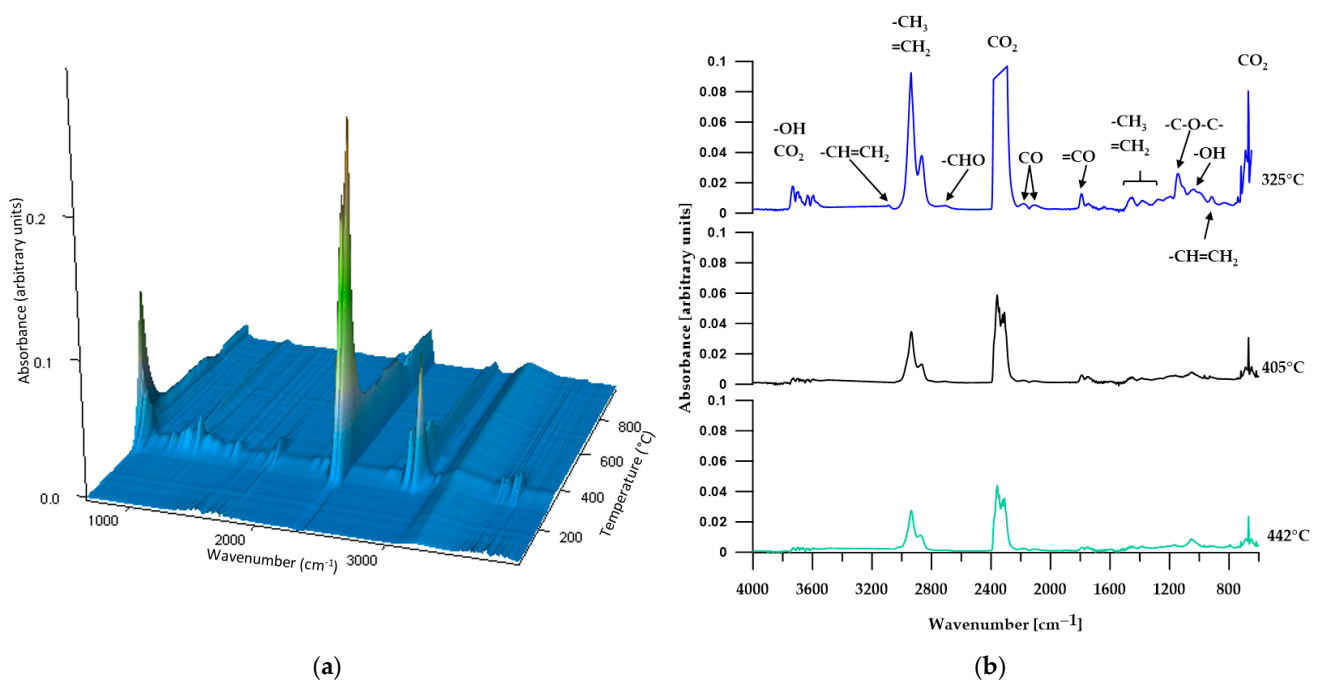 Absorbance (arbitrary units)
0.2
0.1
0.0
1000
2000
3000
Wavenumber (cm⁻¹)
200
400
600
800
Temperature (°C)
(a)
-CH₃
=CH₂
CO₂
CO₂
-OH
CO₂
-CH=CH₂
-CHO
CO
=CO
-CH₃
=CH₂
-C-O-C-
-OH
-CH=CH₂
0.1
0.08
0.06
0.04
0.02
0
325°C
0.1
0.08
0.06
0.04
0.02
0
405°C
0.1
0.08
0.06
0.04
0.02
0
442°C
Absorbance [arbitrary units]
4000 3600 3200 2800 2400 2000 1600 1200 800
Wavenumber [cm⁻¹]
(b)